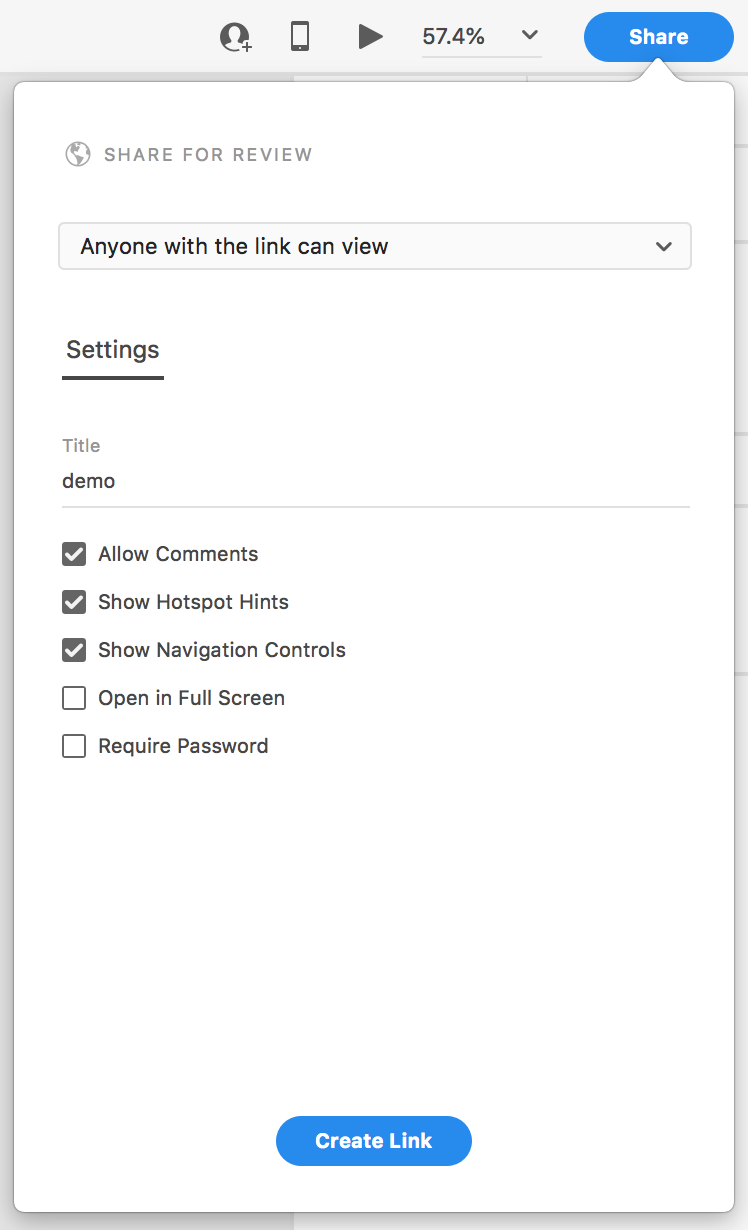 57.4%
Share
SHARE FOR REVIEW
Anyone with the link can view
Settings
Title
demo
Allow Comments
Show Hotspot Hints
Show Navigation Controls
Open in Full Screen
Require Password
Create Link